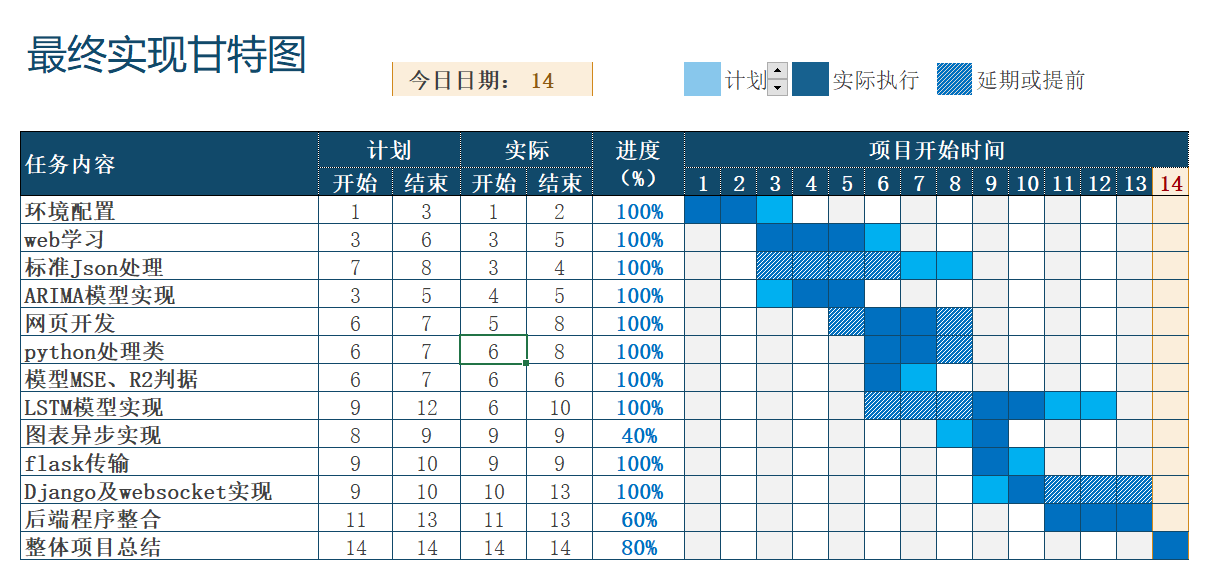 最终实现甘特图
今日日期： 14
计划 实际执行 延期或提前
任务内容 计划 实际 进度（%） 项目开始时间
开始 结束 开始 结束 1 2 3 4 5 6 7 8 9 10 11 12 13 14
环境配置 1 3 1 2 100%
web学习 3 6 3 5 100%
标准Json处理 7 8 3 4 100%
ARIMA模型实现 3 5 4 5 100%
网页开发 6 7 5 8 100%
python处理类 6 7 6 8 100%
模型MSE、R2判据 6 7 6 6 100%
LSTM模型实现 9 12 6 10 100%
图表异步实现 8 9 9 9 40%
flask传输 9 10 9 9 100%
Django及websocket实现 9 10 10 13 100%
后端程序整合 11 13 11 13 60%
整体项目总结 14 14 14 14 80%